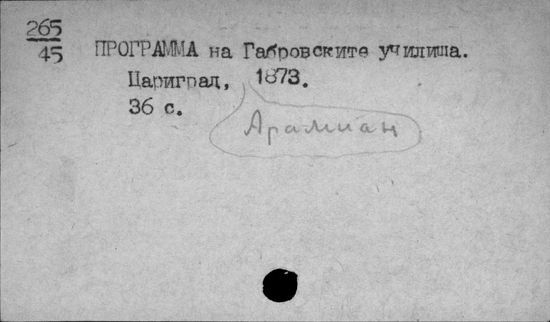 265
45
ПРОГРАММА на Габровските училища.
Цариград, 1873.
36 с.
Арамиан